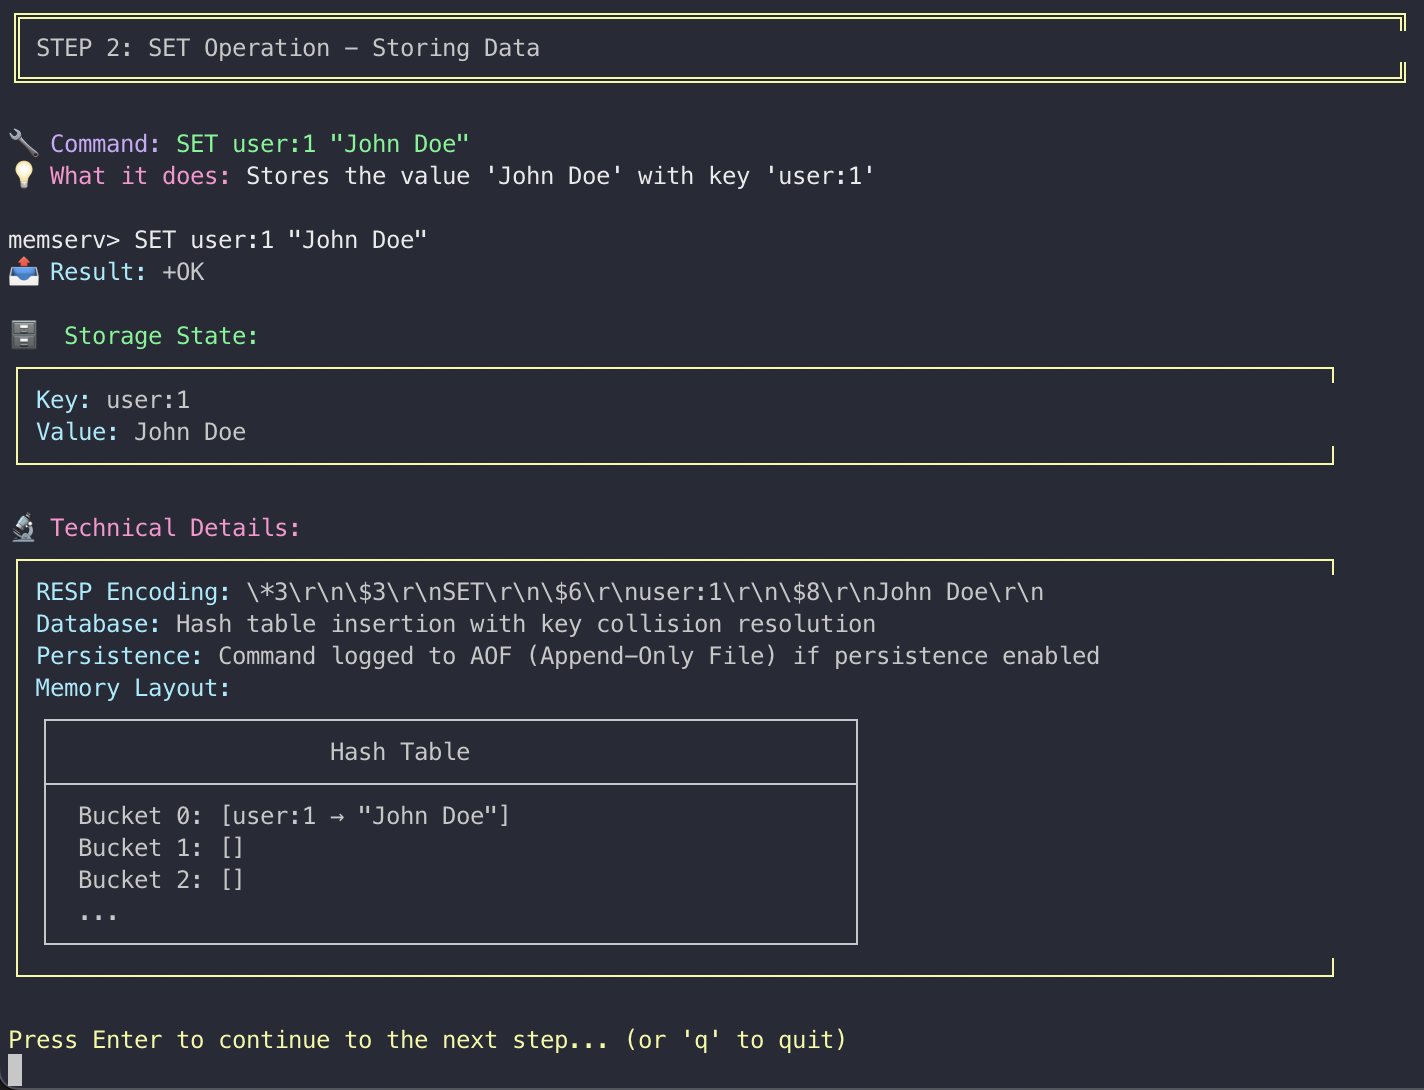 STEP 2: SET Operation – Storing Data
Command: SET user:1 "John Doe"
What it does: Stores the value 'John Doe' with key 'user:1'
memserv> SET user:1 "John Doe"
Result: +OK
Storage State:
Key: user:1
Value: John Doe
Technical Details:
RESP Encoding: \*3\r\n\$3\r\nSET\r\n\$6\r\nuser:1\r\n\$8\r\nJohn Doe\r\n
Database: Hash table insertion with key collision resolution
Persistence: Command logged to AOF (Append-Only File) if persistence enabled
Memory Layout:
Hash Table
Bucket 0: [user:1 → "John Doe"]
Bucket 1: []
Bucket 2: []
...
Press Enter to continue to the next step... (or 'q' to quit)